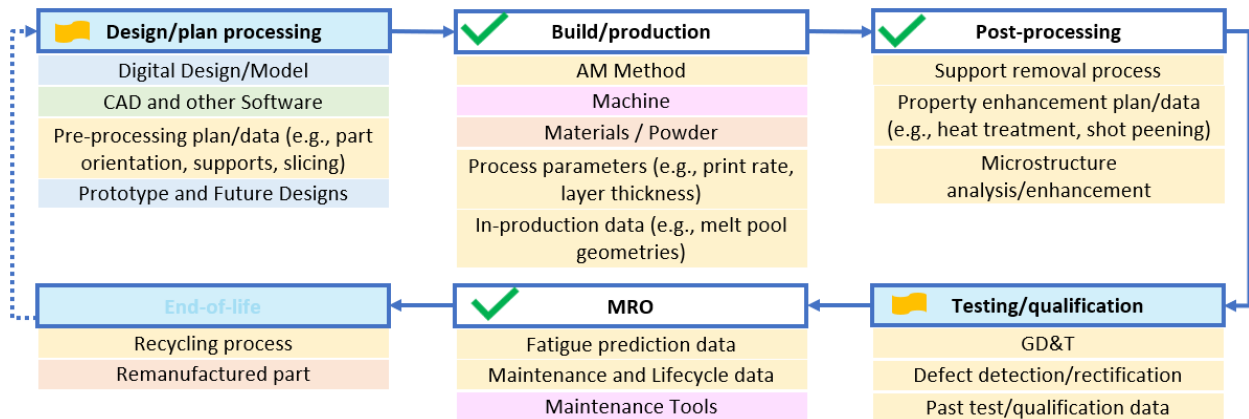 Design/plan processing
Digital Design/Model
CAD and other Software
Pre-processing plan/data (e.g., part
orientation, supports, slicing)
Prototype and Future Designs
Build/production
AM Method
Machine
Materials / Powder
Process parameters (e.g., print rate,
layer thickness)
In-production data (e.g., melt pool
geometries)
Post-processing
Support removal process
Property enhancement plan/data
(e.g., heat treatment, shot peening)
Microstructure
analysis/enhancement
Testing/qualification
GD&T
Defect detection/rectification
Past test/qualification data
MRO
Fatigue prediction data
Maintenance and Lifecycle data
Maintenance Tools
End-of-life
Recycling process
Remanufactured part